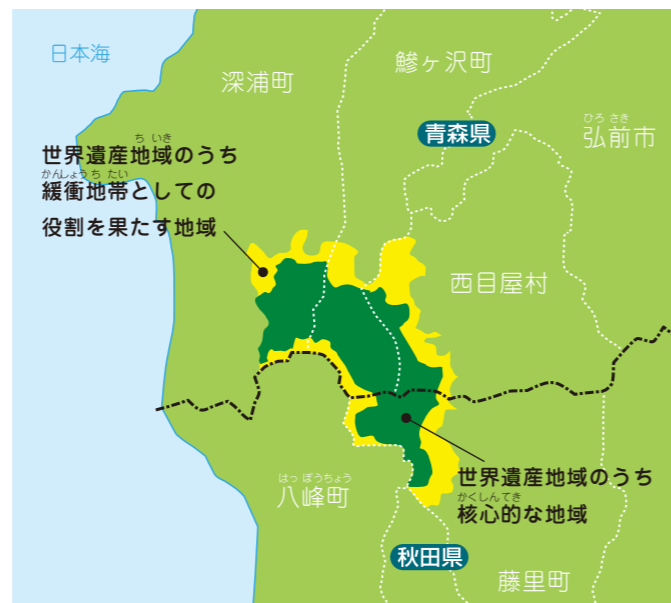 日本海
深浦町
鰺ヶ沢町
青森県
ひろ さき
弘前市
ち いき
世界遺産地域のうち
かんしょうち たい
緩衝地帯としての
役割を果たす地域
西目屋村
世界遺産地域のうち
かくしんてき
核心的な地域
はっ ぽうちょう
八峰町
秋田県
藤里町